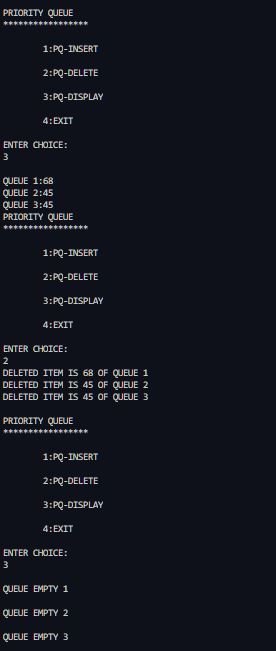 PRIORITY QUEUE
*****************
1:PQ-INSERT
2:PQ-DELETE
3:PQ-DISPLAY
4:EXIT
ENTER CHOICE:
3
QUEUE 1:68
QUEUE 2:45
QUEUE 3:45
PRIORITY QUEUE
*****************
1:PQ-INSERT
2:PQ-DELETE
3:PQ-DISPLAY
4:EXIT
ENTER CHOICE:
2
DELETED ITEM IS 68 OF QUEUE 1
DELETED ITEM IS 45 OF QUEUE 2
DELETED ITEM IS 45 OF QUEUE 3
PRIORITY QUEUE
*****************
1:PQ-INSERT
2:PQ-DELETE
3:PQ-DISPLAY
4:EXIT
ENTER CHOICE:
3
QUEUE EMPTY 1
QUEUE EMPTY 2
QUEUE EMPTY 3